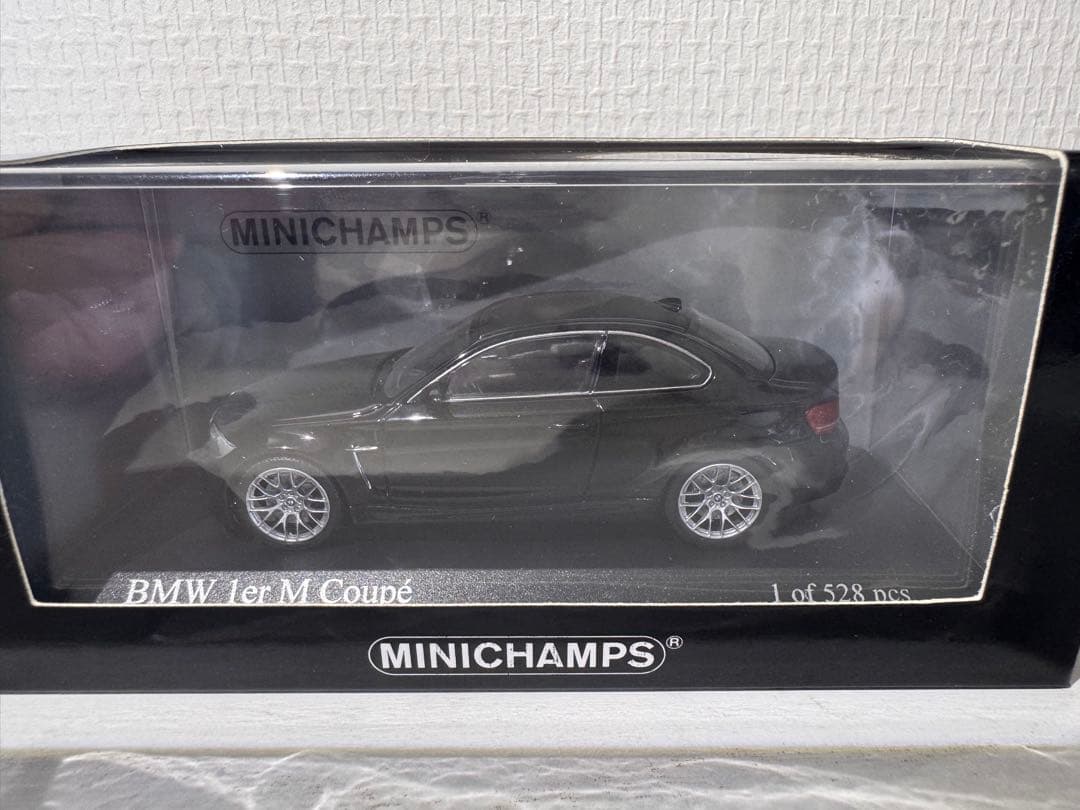 MINICHAMPS®
BMW 1er M Coupé
1 of 528 pcs
MINICHAMPS®